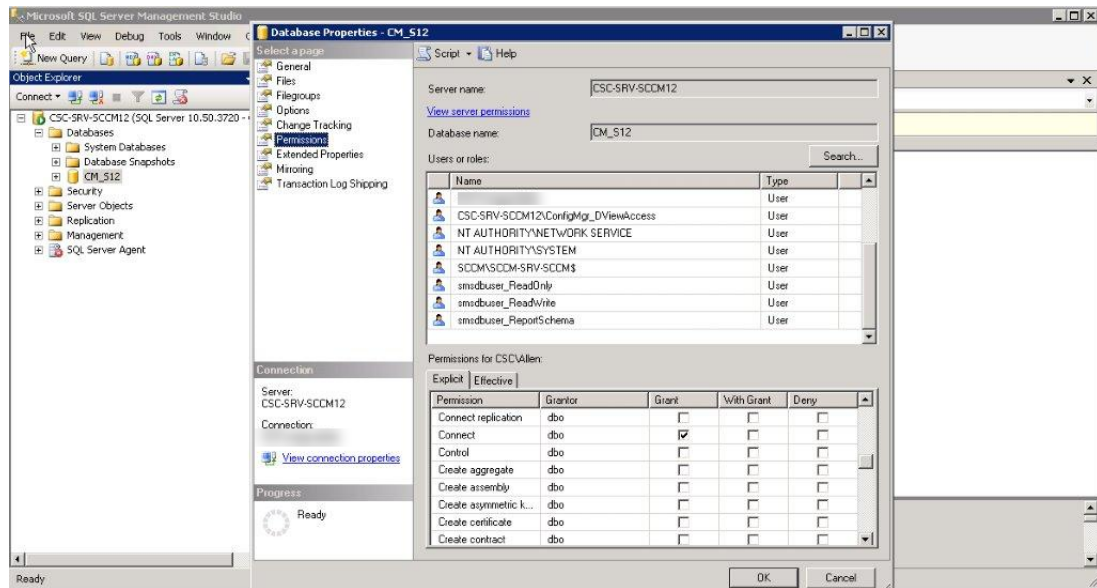 Microsoft SQL Server Management Studio
File Edit View Debug Tools Window
New Query
Object Explorer
Connect
CSC-SRV-SCCM12 (SQL Server 10.50.3720 -
Databases
System Databases
Database Snapshots
CM_S12
Security
Server Objects
Replication
Management
SQL Server Agent
Ready
Database Properties - CM_S12
Select a page
General
Files
Filegroups
Options
Change Tracking
Permissions
Extended Properties
Mirroring
Transaction Log Shipping
Connection
Server:
CSC-SRV-SCCM12
Connection:
View connection properties
Progress
Ready
Script Help
Server name: CSC-SRV-SCCM12
View server permissions
Database name: CM_S12
Users or roles: Search...
Name Type
User
CSC-SRV-SCCM12\ConfigMgr_DViewAccess User
NT AUTHORITY\NETWORK SERVICE User
NT AUTHORITY\SYSTEM User
SCCM\SCCM-SRV-SCCM$ User
smsdbuser_ReadOnly User
smsdbuser_ReadWrite User
smsdbuser_ReportSchema User
Permissions for CSC\Allen:
Explicit Effective
Permission Grantor Grant With Grant Deny
Connect replication dbo
Connect dbo
Control dbo
Create aggregate dbo
Create assembly dbo
Create asymmetric k... dbo
Create certificate dbo
Create contract dbo
OK Cancel